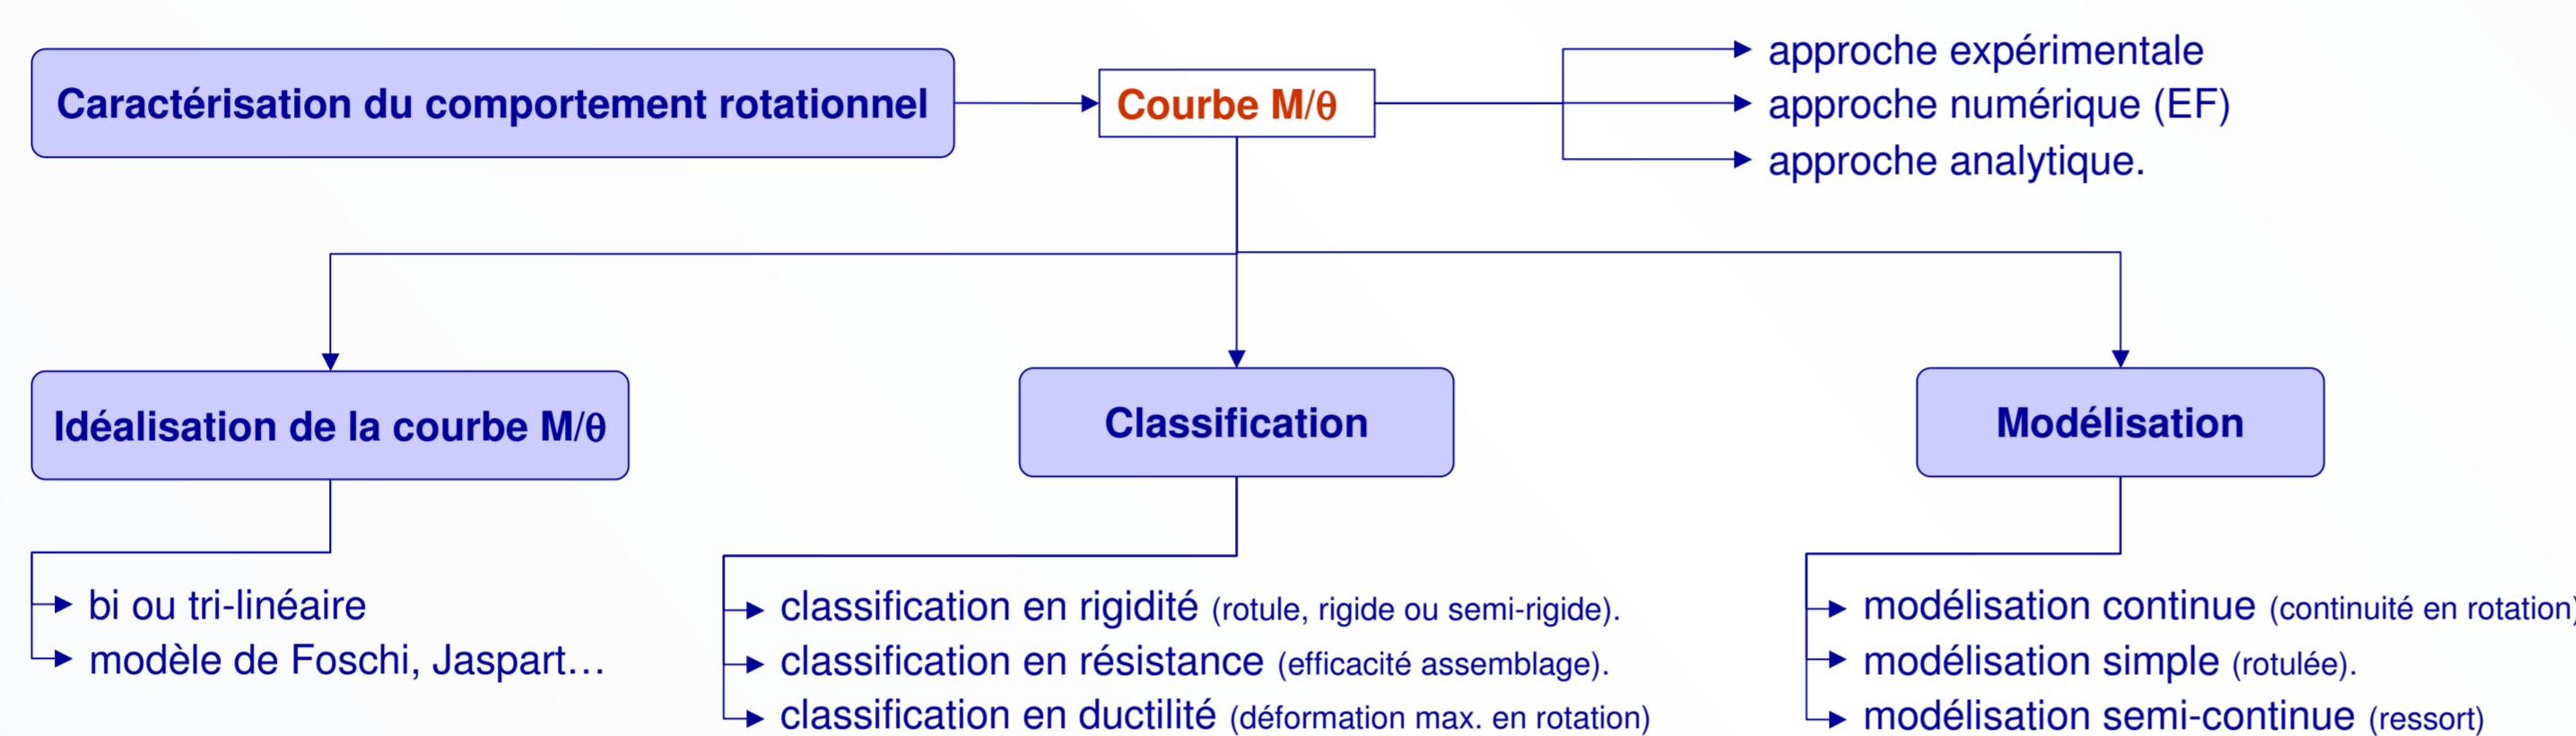 Caractérisation du comportement rotationnel
Courbe M/θ
approche expérimentale
approche numérique (EF)
approche analytique.
Idéalisation de la courbe M/θ
bi ou tri-linéaire
modèle de Foschi, Jaspart…
Classification
classification en rigidité (rotule, rigide ou semi-rigide).
classification en résistance (efficacité assemblage).
classification en ductilité (déformation max. en rotation)
Modélisation
modélisation continue (continuité en rotation)
modélisation simple (rotulée).
modélisation semi-continue (ressort)